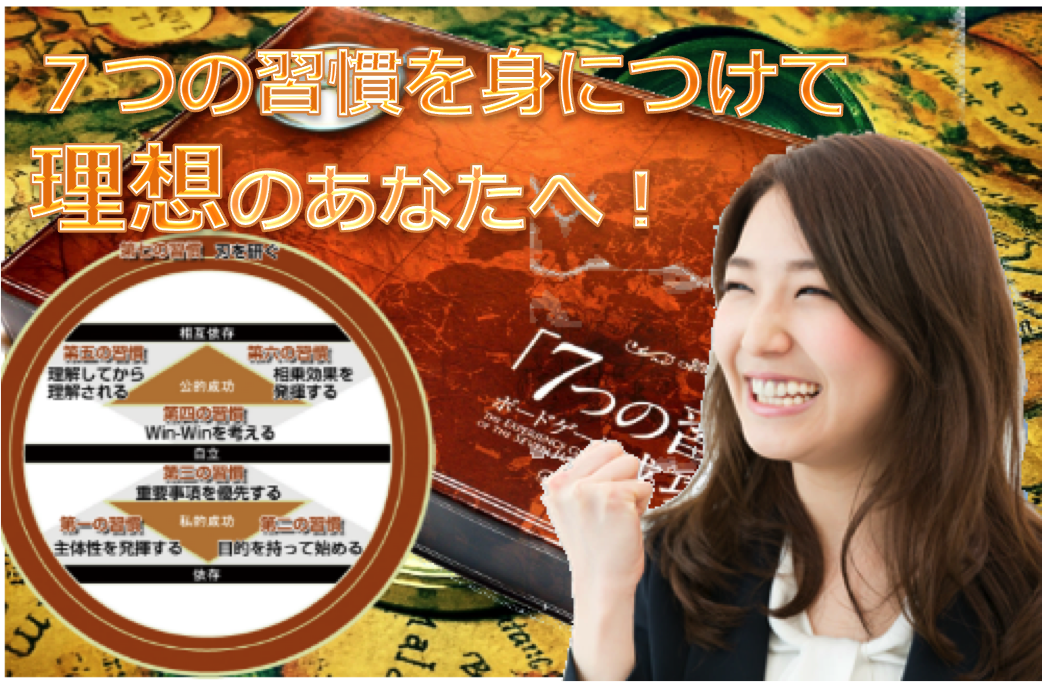 ７つの習慣を身につけて
理想のあなたへ！
第七の習慣 刃を研ぐ
相互依存
第五の習慣
理解してから
理解される
公的成功
第六の習慣
相乗効果を
発揮する
第四の習慣
Win-Winを考える
自立
第三の習慣
重要事項を優先する
第一の習慣
主体性を発揮する
私的成功
第二の習慣
目的を持って始める
依存
「7つの習
ボードゲー
THE EXPERIENCE
OF THE SEVEN